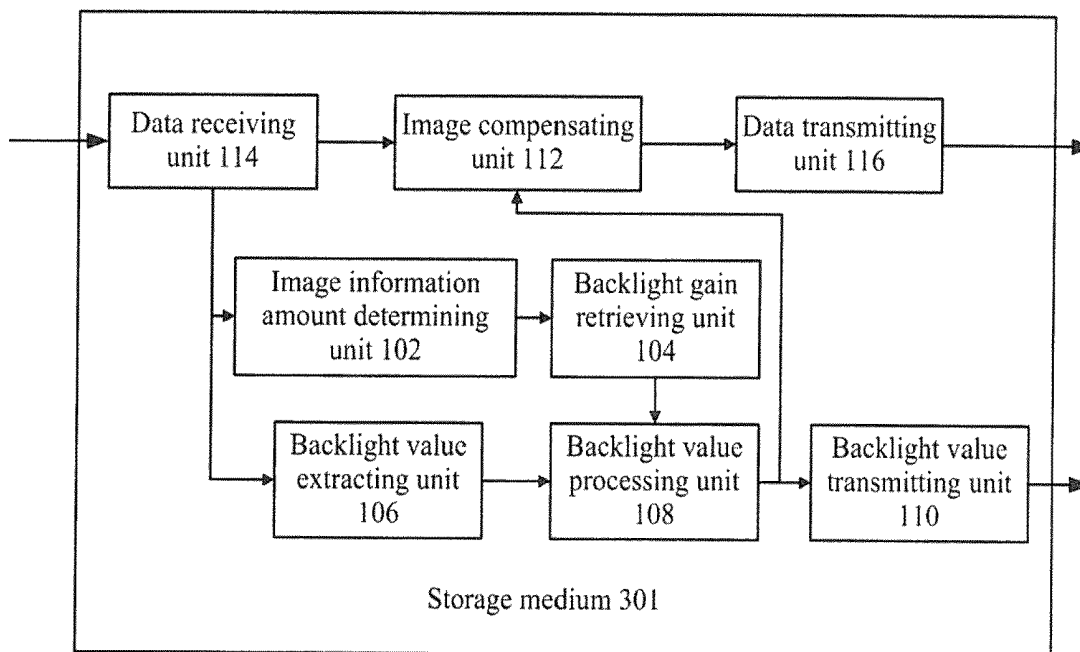 Data receiving
unit 114
Image compensating
unit 112
Data transmitting
unit 116
Image information
amount determining
unit 102
Backlight gain
retrieving unit
104
Backlight value
extracting unit
106
Backlight value
processing unit
108
Backlight value
transmitting unit
110
Storage medium 301